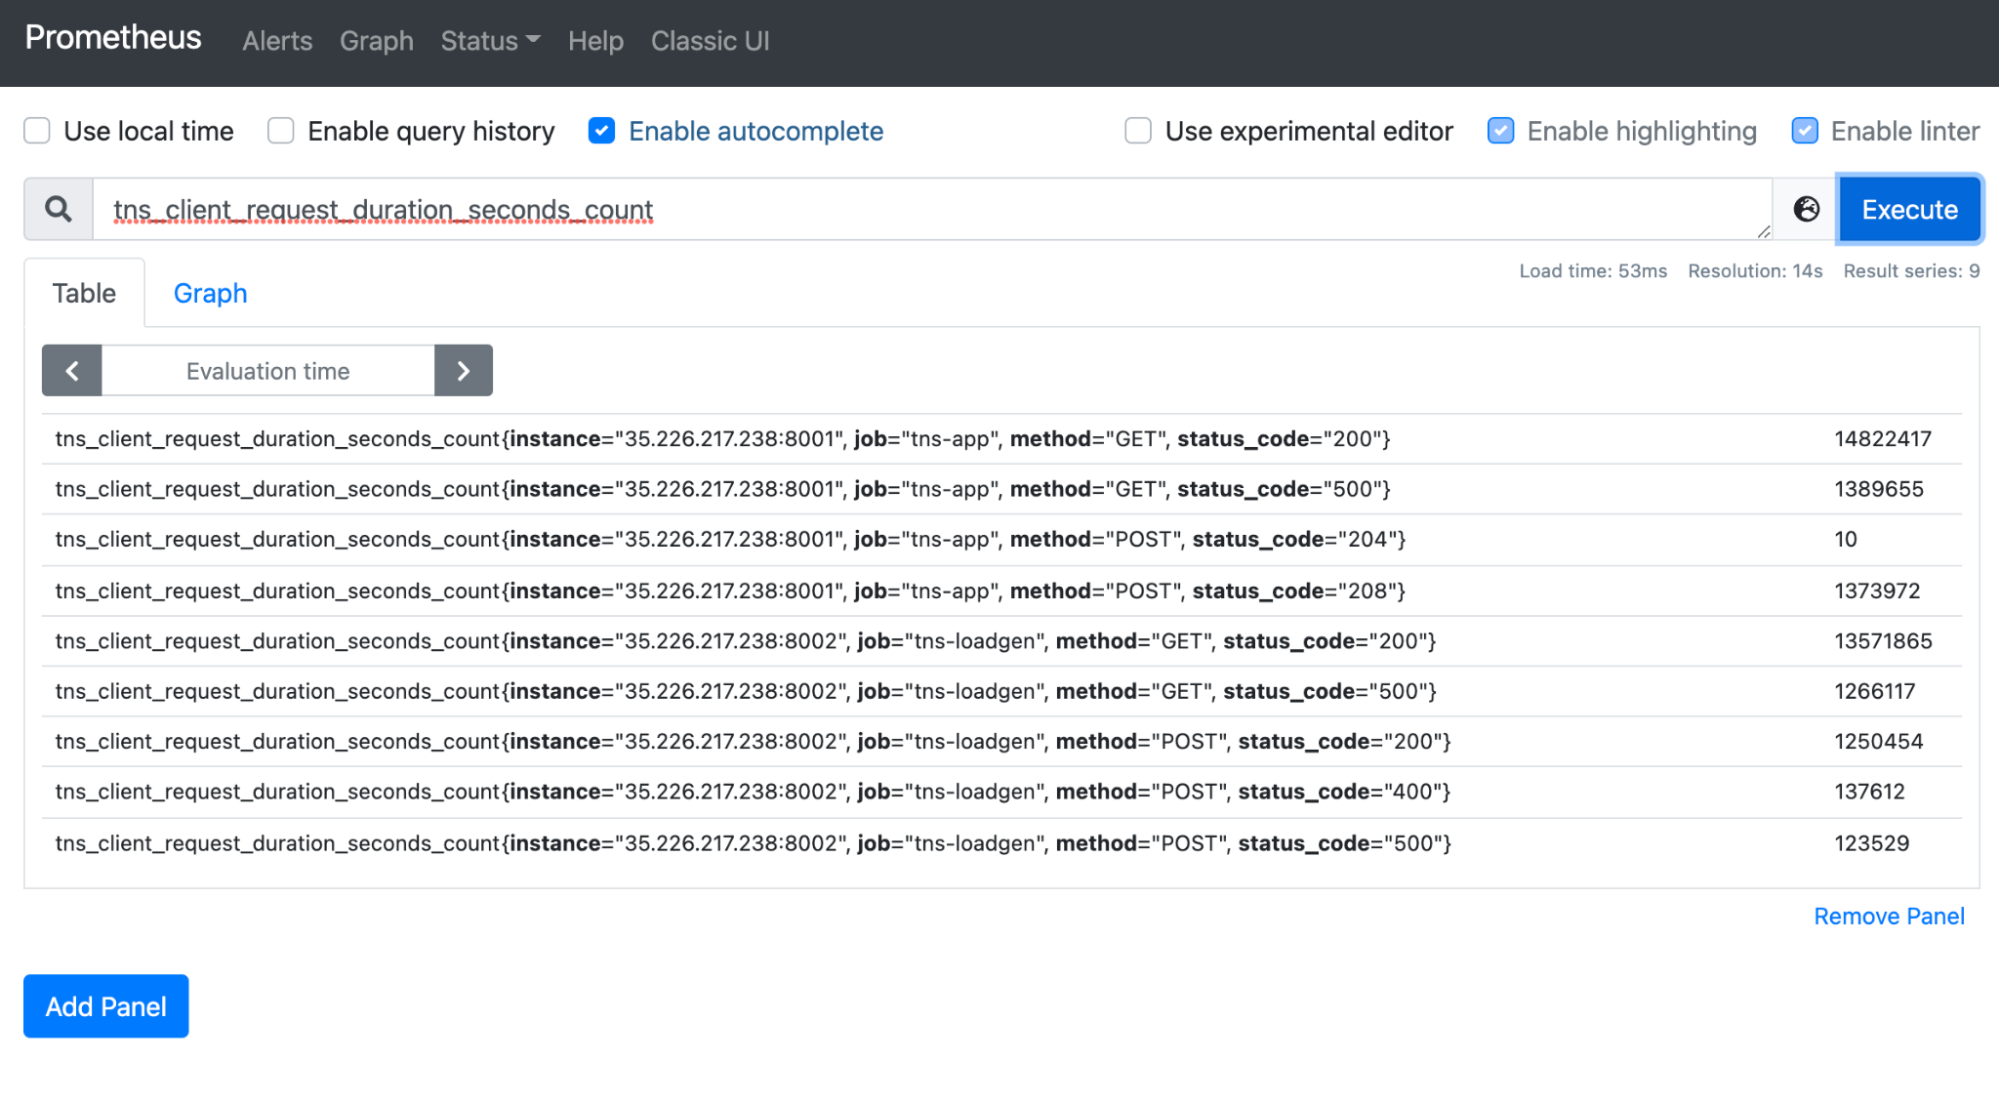 Prometheus Alerts Graph Status Help Classic UI
Use local time Enable query history Enable autocomplete Use experimental editor Enable highlighting Enable linter
tns_client_request_duration_seconds_count Execute
Load time: 53ms Resolution: 14s Result series: 9
Table Graph
Evaluation time
tns_client_request_duration_seconds_count{instance="35.226.217.238:8001", job="tns-app", method="GET", status_code="200"} 14822417
tns_client_request_duration_seconds_count{instance="35.226.217.238:8001", job="tns-app", method="GET", status_code="500"} 1389655
tns_client_request_duration_seconds_count{instance="35.226.217.238:8001", job="tns-app", method="POST", status_code="204"} 10
tns_client_request_duration_seconds_count{instance="35.226.217.238:8001", job="tns-app", method="POST", status_code="208"} 1373972
tns_client_request_duration_seconds_count{instance="35.226.217.238:8002", job="tns-loadgen", method="GET", status_code="200"} 13571865
tns_client_request_duration_seconds_count{instance="35.226.217.238:8002", job="tns-loadgen", method="GET", status_code="500"} 1266117
tns_client_request_duration_seconds_count{instance="35.226.217.238:8002", job="tns-loadgen", method="POST", status_code="200"} 1250454
tns_client_request_duration_seconds_count{instance="35.226.217.238:8002", job="tns-loadgen", method="POST", status_code="400"} 137612
tns_client_request_duration_seconds_count{instance="35.226.217.238:8002", job="tns-loadgen", method="POST", status_code="500"} 123529
Remove Panel
Add Panel